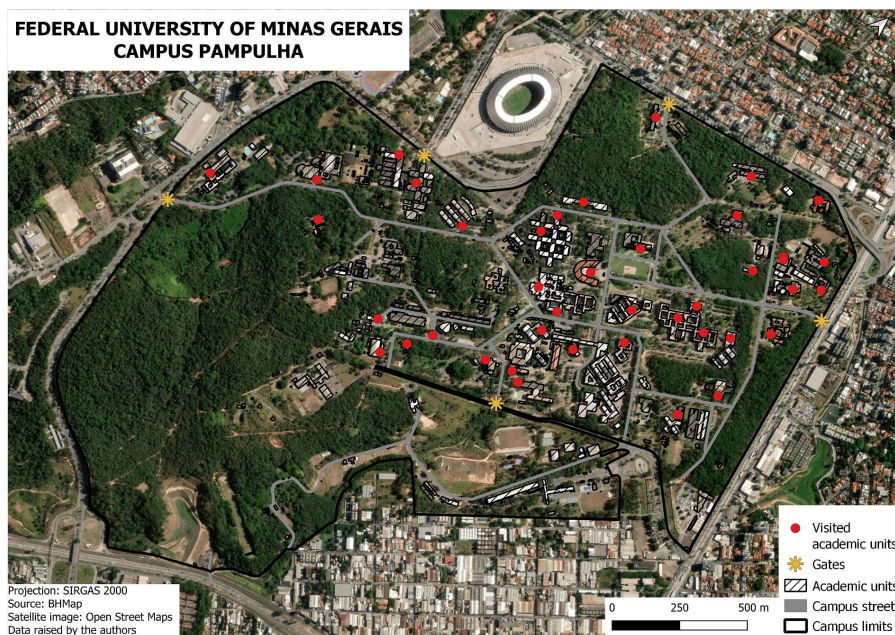 FEDERAL UNIVERSITY OF MINAS GERAIS
CAMPUS PAMPULHA
Visited
academic units
Gates
Academic units
Campus street
Campus limits
Projection: SIRGAS 2000
Source: BHMap
Satellite image: Open Street Maps
Data raised by the authors
0 250 500 m